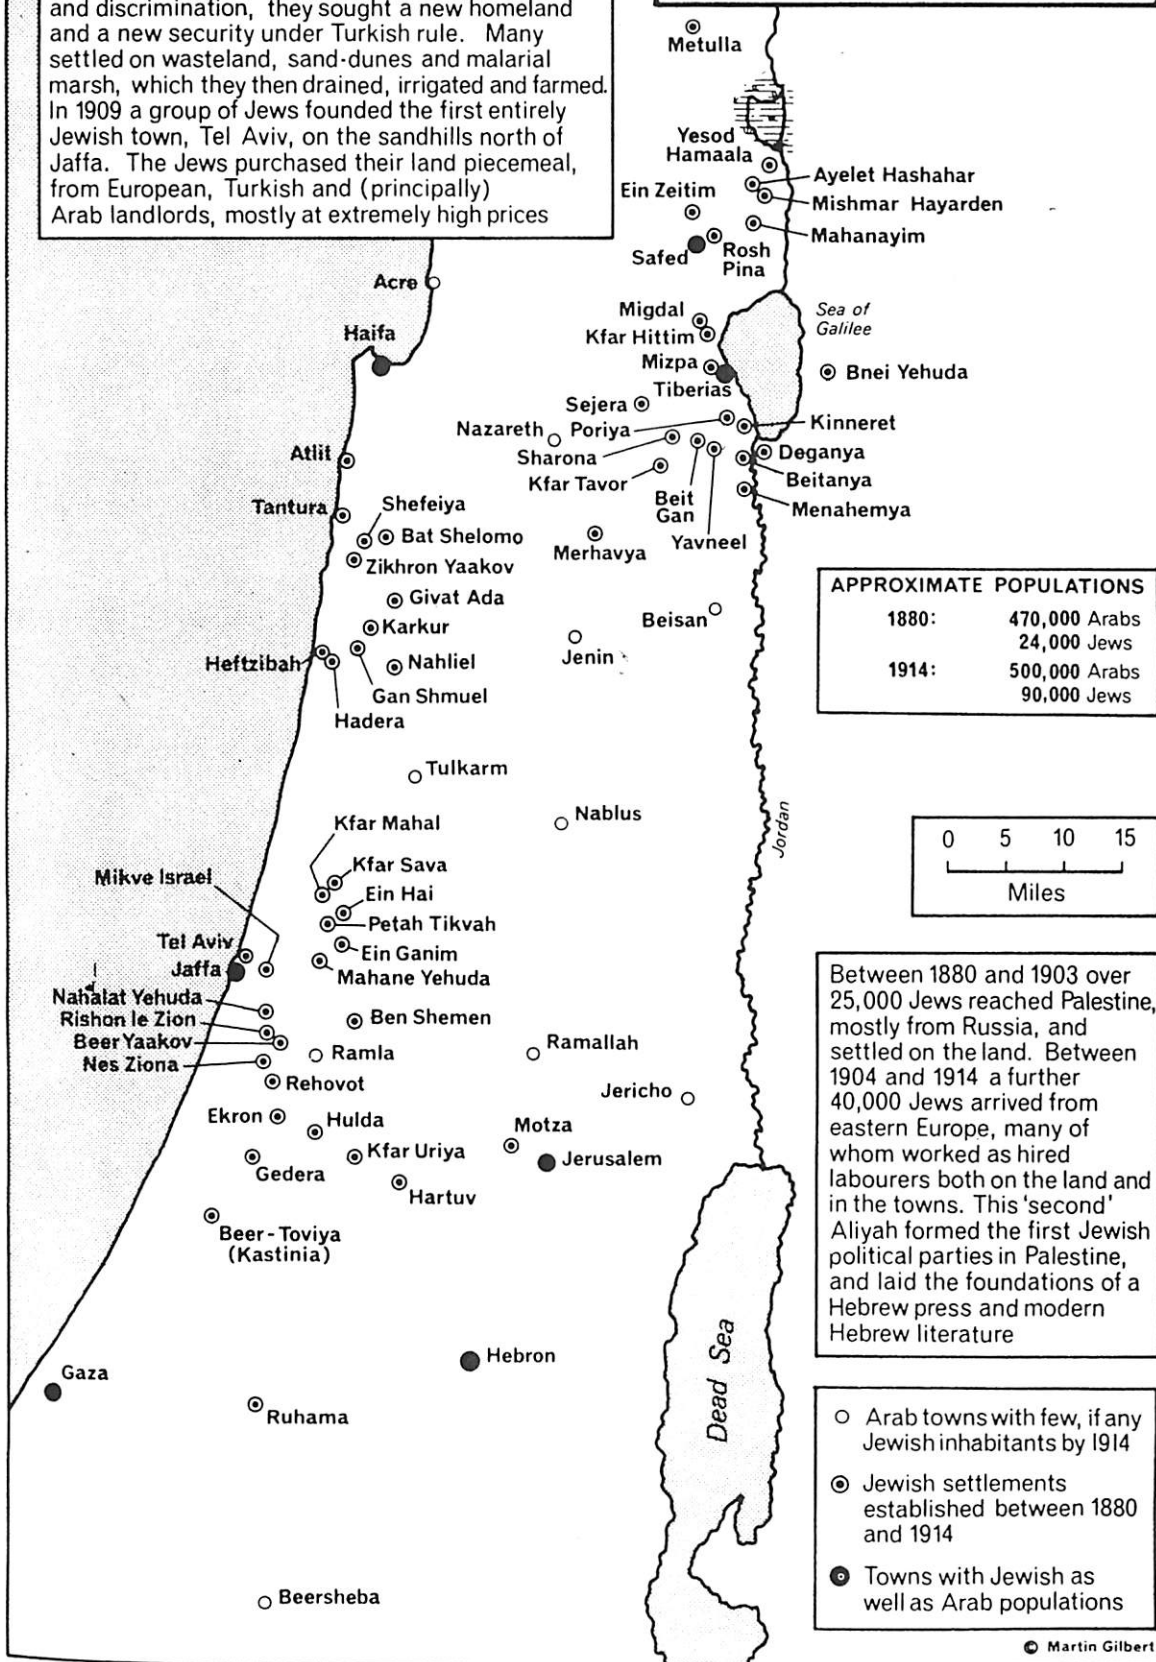 and discrimination, they sought a new homeland
and a new security under Turkish rule. Many
settled on wasteland, sand-dunes and malarial
marsh, which they then drained, irrigated and farmed.
In 1909 a group of Jews founded the first entirely
Jewish town, Tel Aviv, on the sandhills north of
Jaffa. The Jews purchased their land piecemeal,
from European, Turkish and (principally)
Arab landlords, mostly at extremely high prices
Metulla
Yesod
Hamaala
Ayelet Hashahar
Ein Zeitim
Mishmar Hayarden
Mahanayim
Safed
Rosh
Pina
Acre
Migdal
Sea of
Galilee
Haifa
Kfar Hittim
Mizpa
Bnei Yehuda
Tiberias
Sejera
Kinneret
Nazareth
Poriya
Atlit
Sharona
Deganya
Kfar Tavor
Beitanya
Beit
Gan
Menahemya
Tantura
Shefeiya
Bat Shelomo
Merhavya
Yavneel
Zikhron Yaakov
Givat Ada
Beisan
Karkur
Jenin
Heftzibah
Nahliel
Gan Shmuel
Hadera
APPROXIMATE POPULATIONS
1880: 470,000 Arabs
24,000 Jews
1914: 500,000 Arabs
90,000 Jews
Tulkarm
Nablus
Jordan
Kfar Mahal
0 5 10 15
Miles
Kfar Sava
Mikve Israel
Ein Hai
Petah Tikvah
Tel Aviv
Ein Ganim
Jaffa
Mahane Yehuda
Nahalat Yehuda
Rishon le Zion
Ben Shemen
Beer Yaakov
Ramla
Ramallah
Nes Ziona
Rehovot
Jericho
Ekron
Hulda
Motza
Kfar Uriya
Jerusalem
Gedera
Hartuv
Beer-Toviya
(Kastinia)
Between 1880 and 1903 over
25,000 Jews reached Palestine,
mostly from Russia, and
settled on the land. Between
1904 and 1914 a further
40,000 Jews arrived from
eastern Europe, many of
whom worked as hired
labourers both on the land and
in the towns. This 'second'
Aliyah formed the first Jewish
political parties in Palestine,
and laid the foundations of a
Hebrew press and modern
Hebrew literature
Dead Sea
Hebron
Gaza
Ruhama
Beersheba
Arab towns with few, if any
Jewish inhabitants by 1914
Jewish settlements
established between 1880
and 1914
Towns with Jewish as
well as Arab populations
© Martin Gilbert